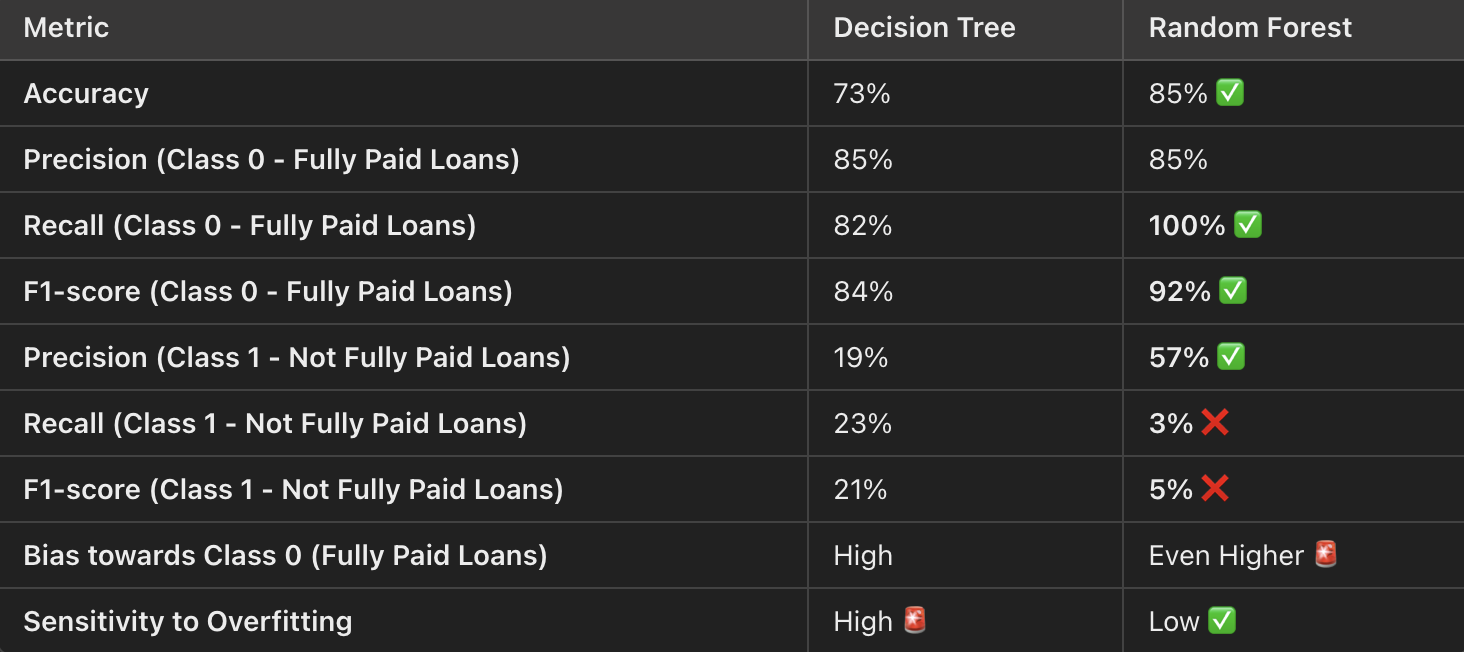 Metric Decision Tree Random Forest
Accuracy 73% 85% ✅
Precision (Class 0 - Fully Paid Loans) 85% 85%
Recall (Class 0 - Fully Paid Loans) 82% 100% ✅
F1-score (Class 0 - Fully Paid Loans) 84% 92% ✅
Precision (Class 1 - Not Fully Paid Loans) 19% 57% ✅
Recall (Class 1 - Not Fully Paid Loans) 23% 3% ❌
F1-score (Class 1 - Not Fully Paid Loans) 21% 5% ❌
Bias towards Class 0 (Fully Paid Loans) High Even Higher 🚨
Sensitivity to Overfitting High 🚨 Low ✅